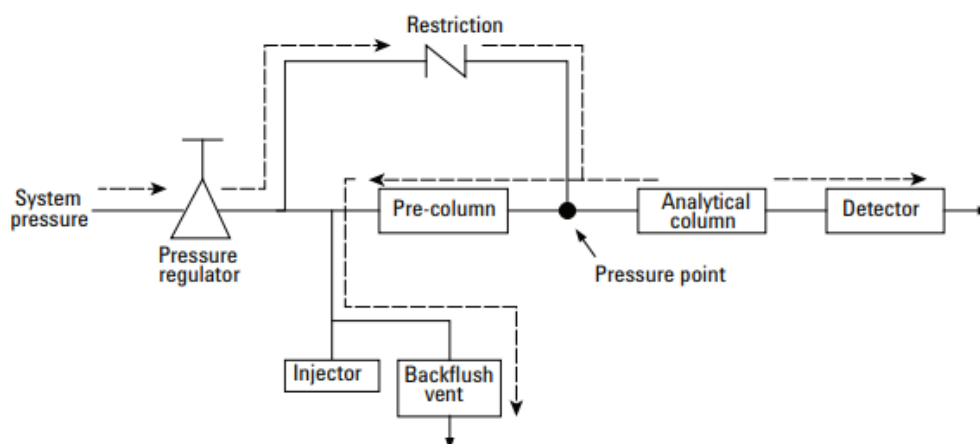 Restriction
System
pressure
Pressure
regulator
Pre-column
Analytical
column
Detector
Pressure point
Injector
Backflush
vent